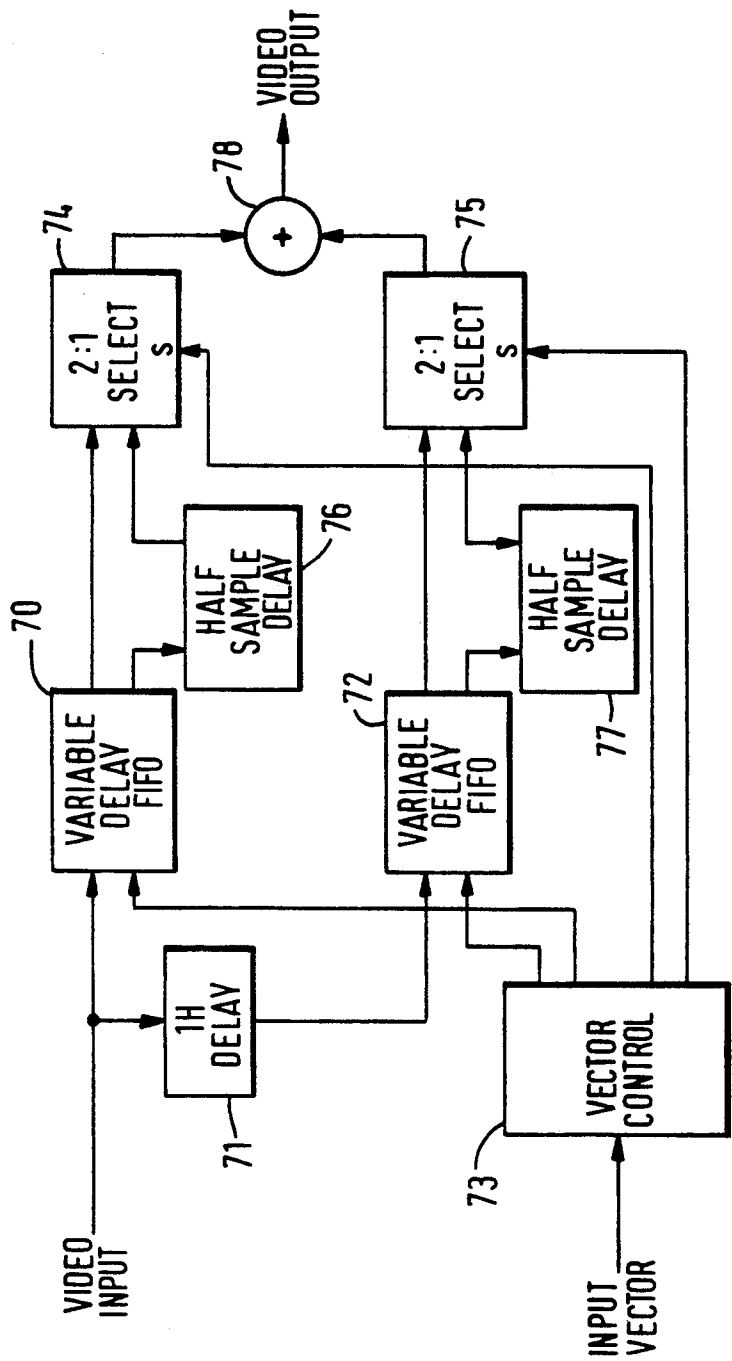 VIDEO
INPUT
71
1H
DELAY
70
VARIABLE
DELAY
FIFO
HALF
SAMPLE
DELAY
76
74
2:1
SELECT
S
78
+
VIDEO
OUTPUT
INPUT
VECTOR
73
VECTOR
CONTROL
72
VARIABLE
DELAY
FIFO
77
HALF
SAMPLE
DELAY
75
2:1
SELECT
S